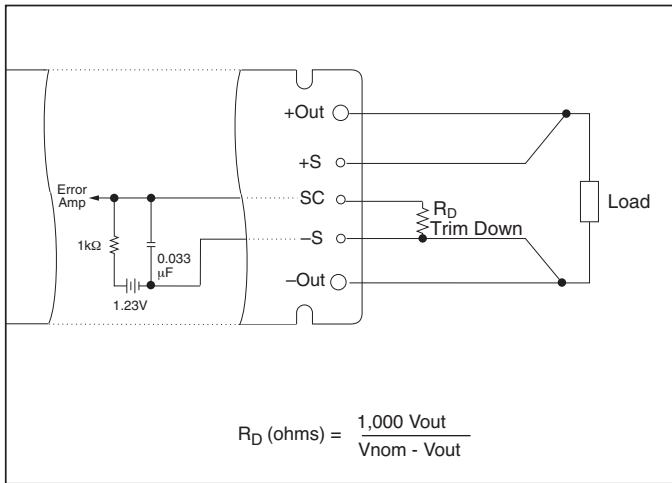 +Out
+S
Error
Amp
SC
R_D
Load
Trim Down
1kΩ
–S
0.033
μF
–Out
1.23V
R_D (ohms) = 1,000 Vout
Vnom - Vout